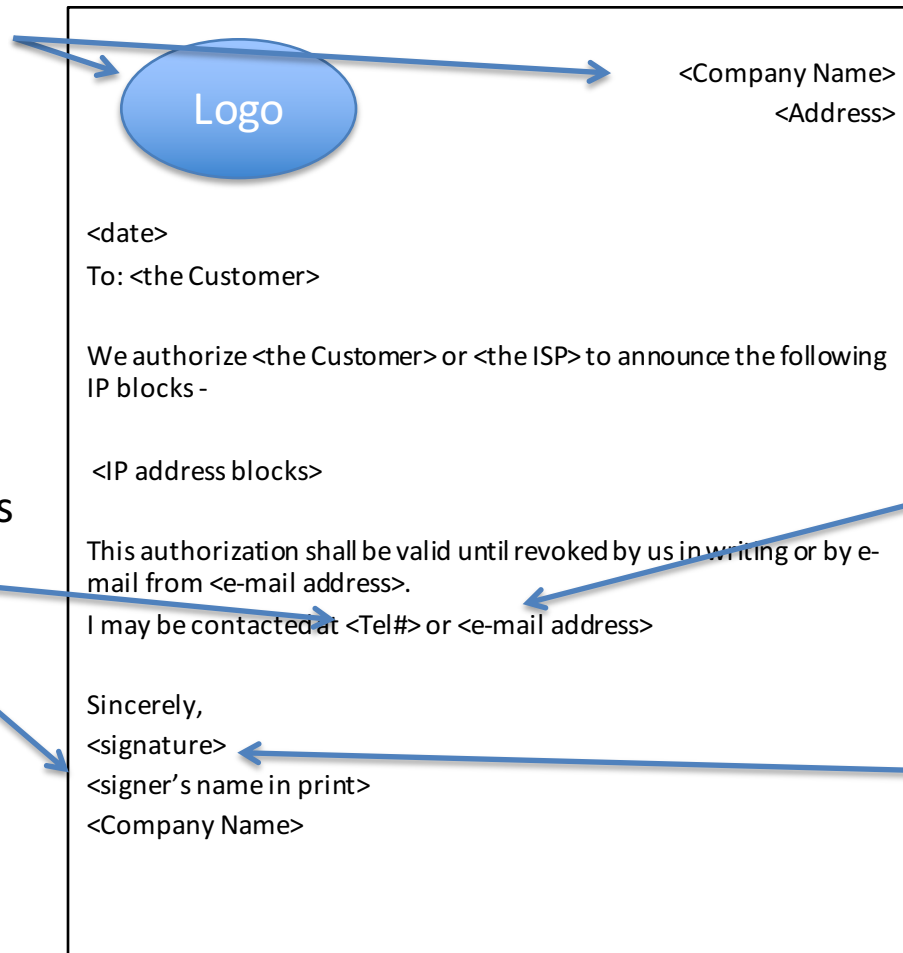 Logo
<Company Name>
<Address>
<date>
To: <the Customer>
We authorize <the Customer> or <the ISP> to announce the following
IP blocks -
<IP address blocks>
s
This authorization shall be valid until revoked by us in writing or by e-
mail from <e-mail address>.
I may be contacted at <Tel#> or <e-mail address>
Sincerely,
<signature>
<signer's name in print>
<Company Name>